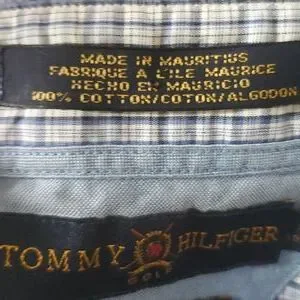 MADE IN MAURITIUS
FABRIQUE A L'ILE MAURICE
HECHO EN MAURICIO
100% COTTON/COTON/ALGODON
TOMMY HILFIGER
GOLF